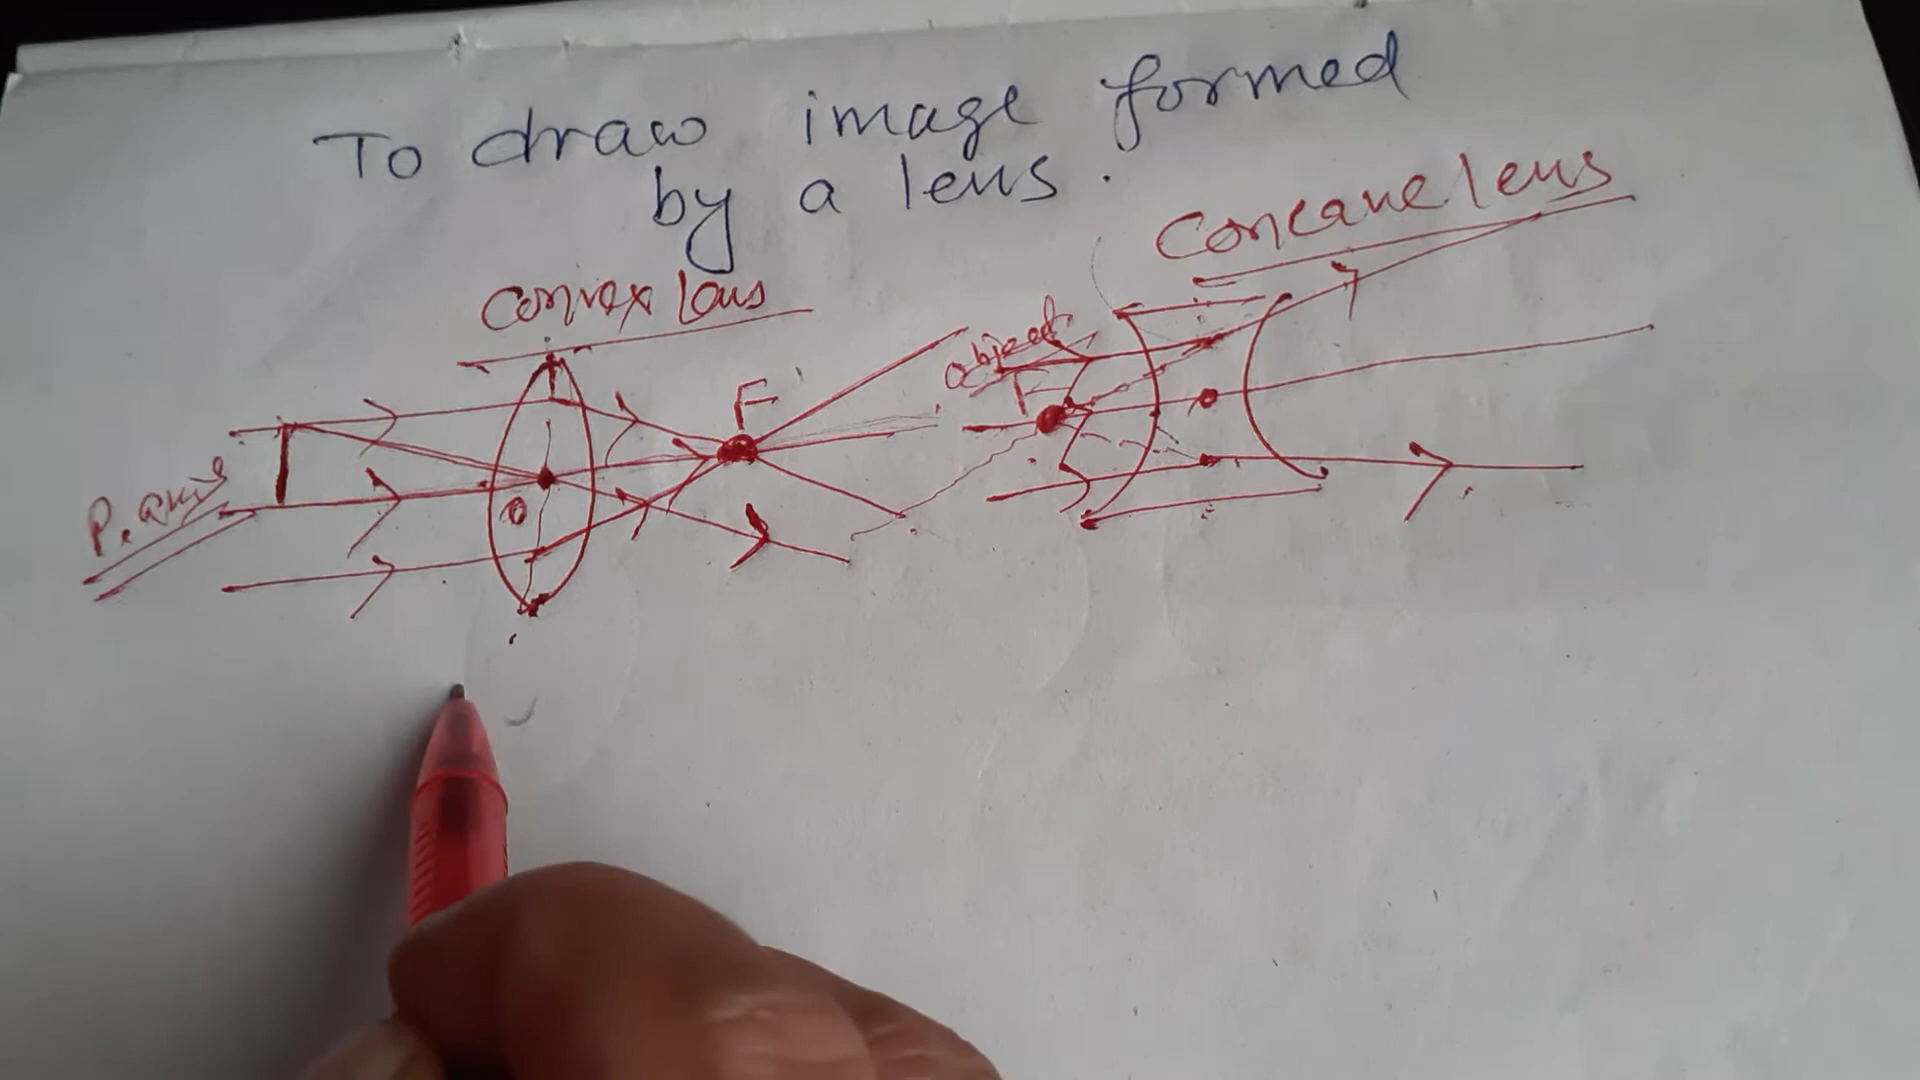 To draw image formed
by a lens.
Concave lens
Convex lens
object
F
F
P. axis
O